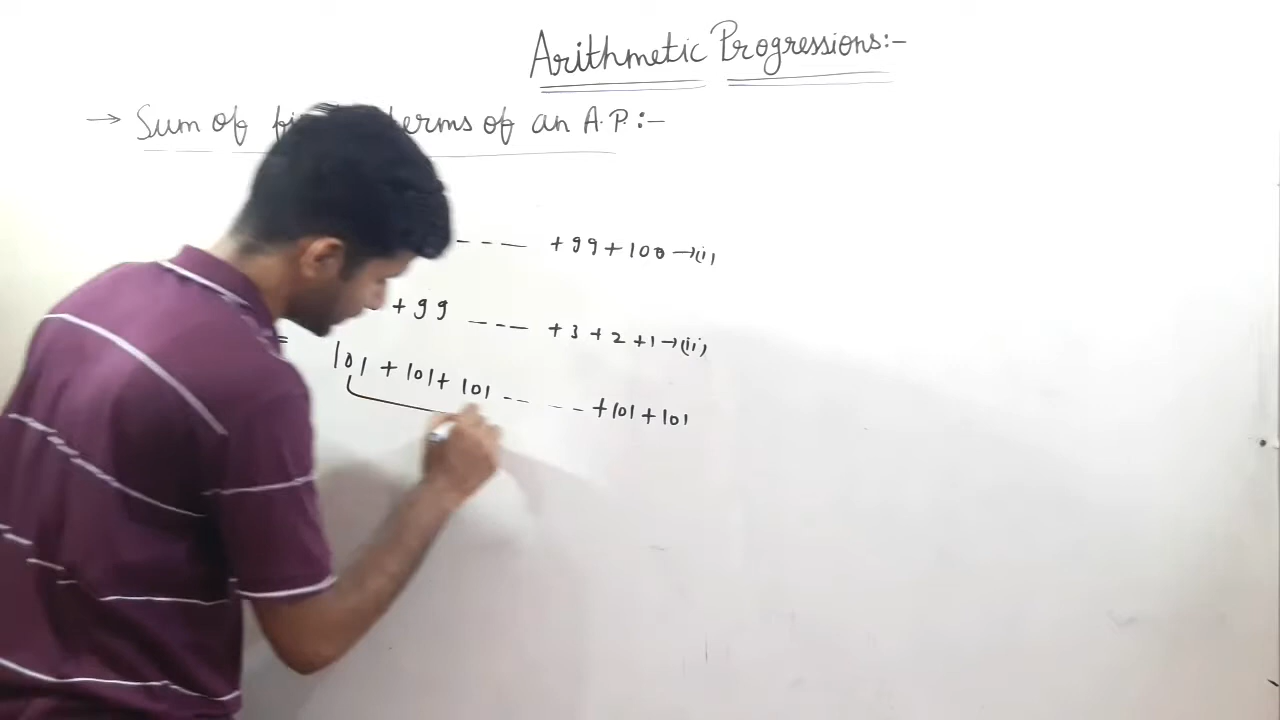 Arithmetic Progressions:-
→ Sum of terms of an A.P:-
--- +99+100→(i)
+99 --- +3+2+1→(ii)
= 101+101+101-- -- +101+101